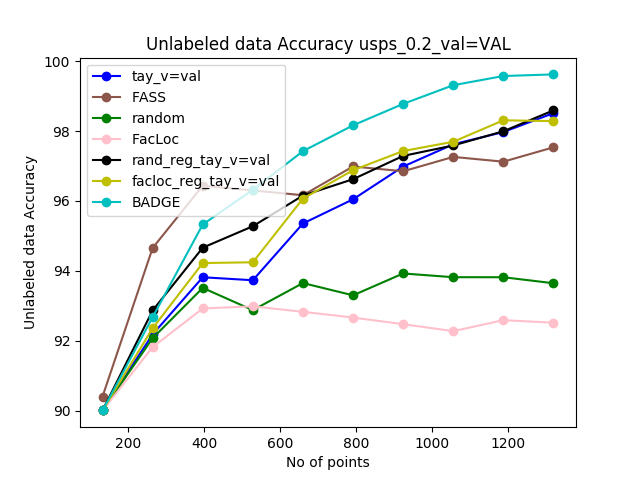 Unlabeled data Accuracy usps_0.2_val=VAL
100
98
96
94
92
90
Unlabeled data Accuracy
tay_v=val
FASS
random
FacLoc
rand_reg_tay_v=val
facloc_reg_tay_v=val
BADGE
200 400 600 800 1000 1200
No of points